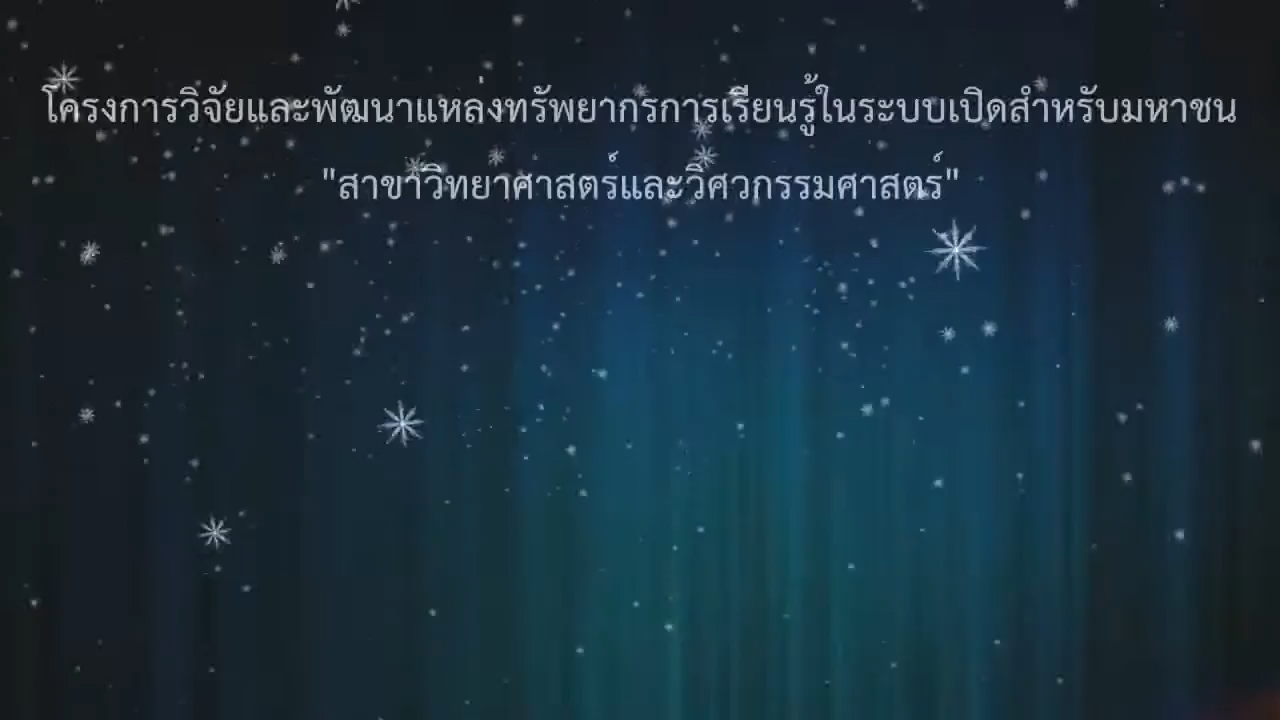 โครงการวิจัยและพัฒนาแหล่งทรัพยากรการเรียนรู้ในระบบเปิดสำหรับมหาชน
"สาขาวิทยาศาสตร์และวิศวกรรมศาสตร์"